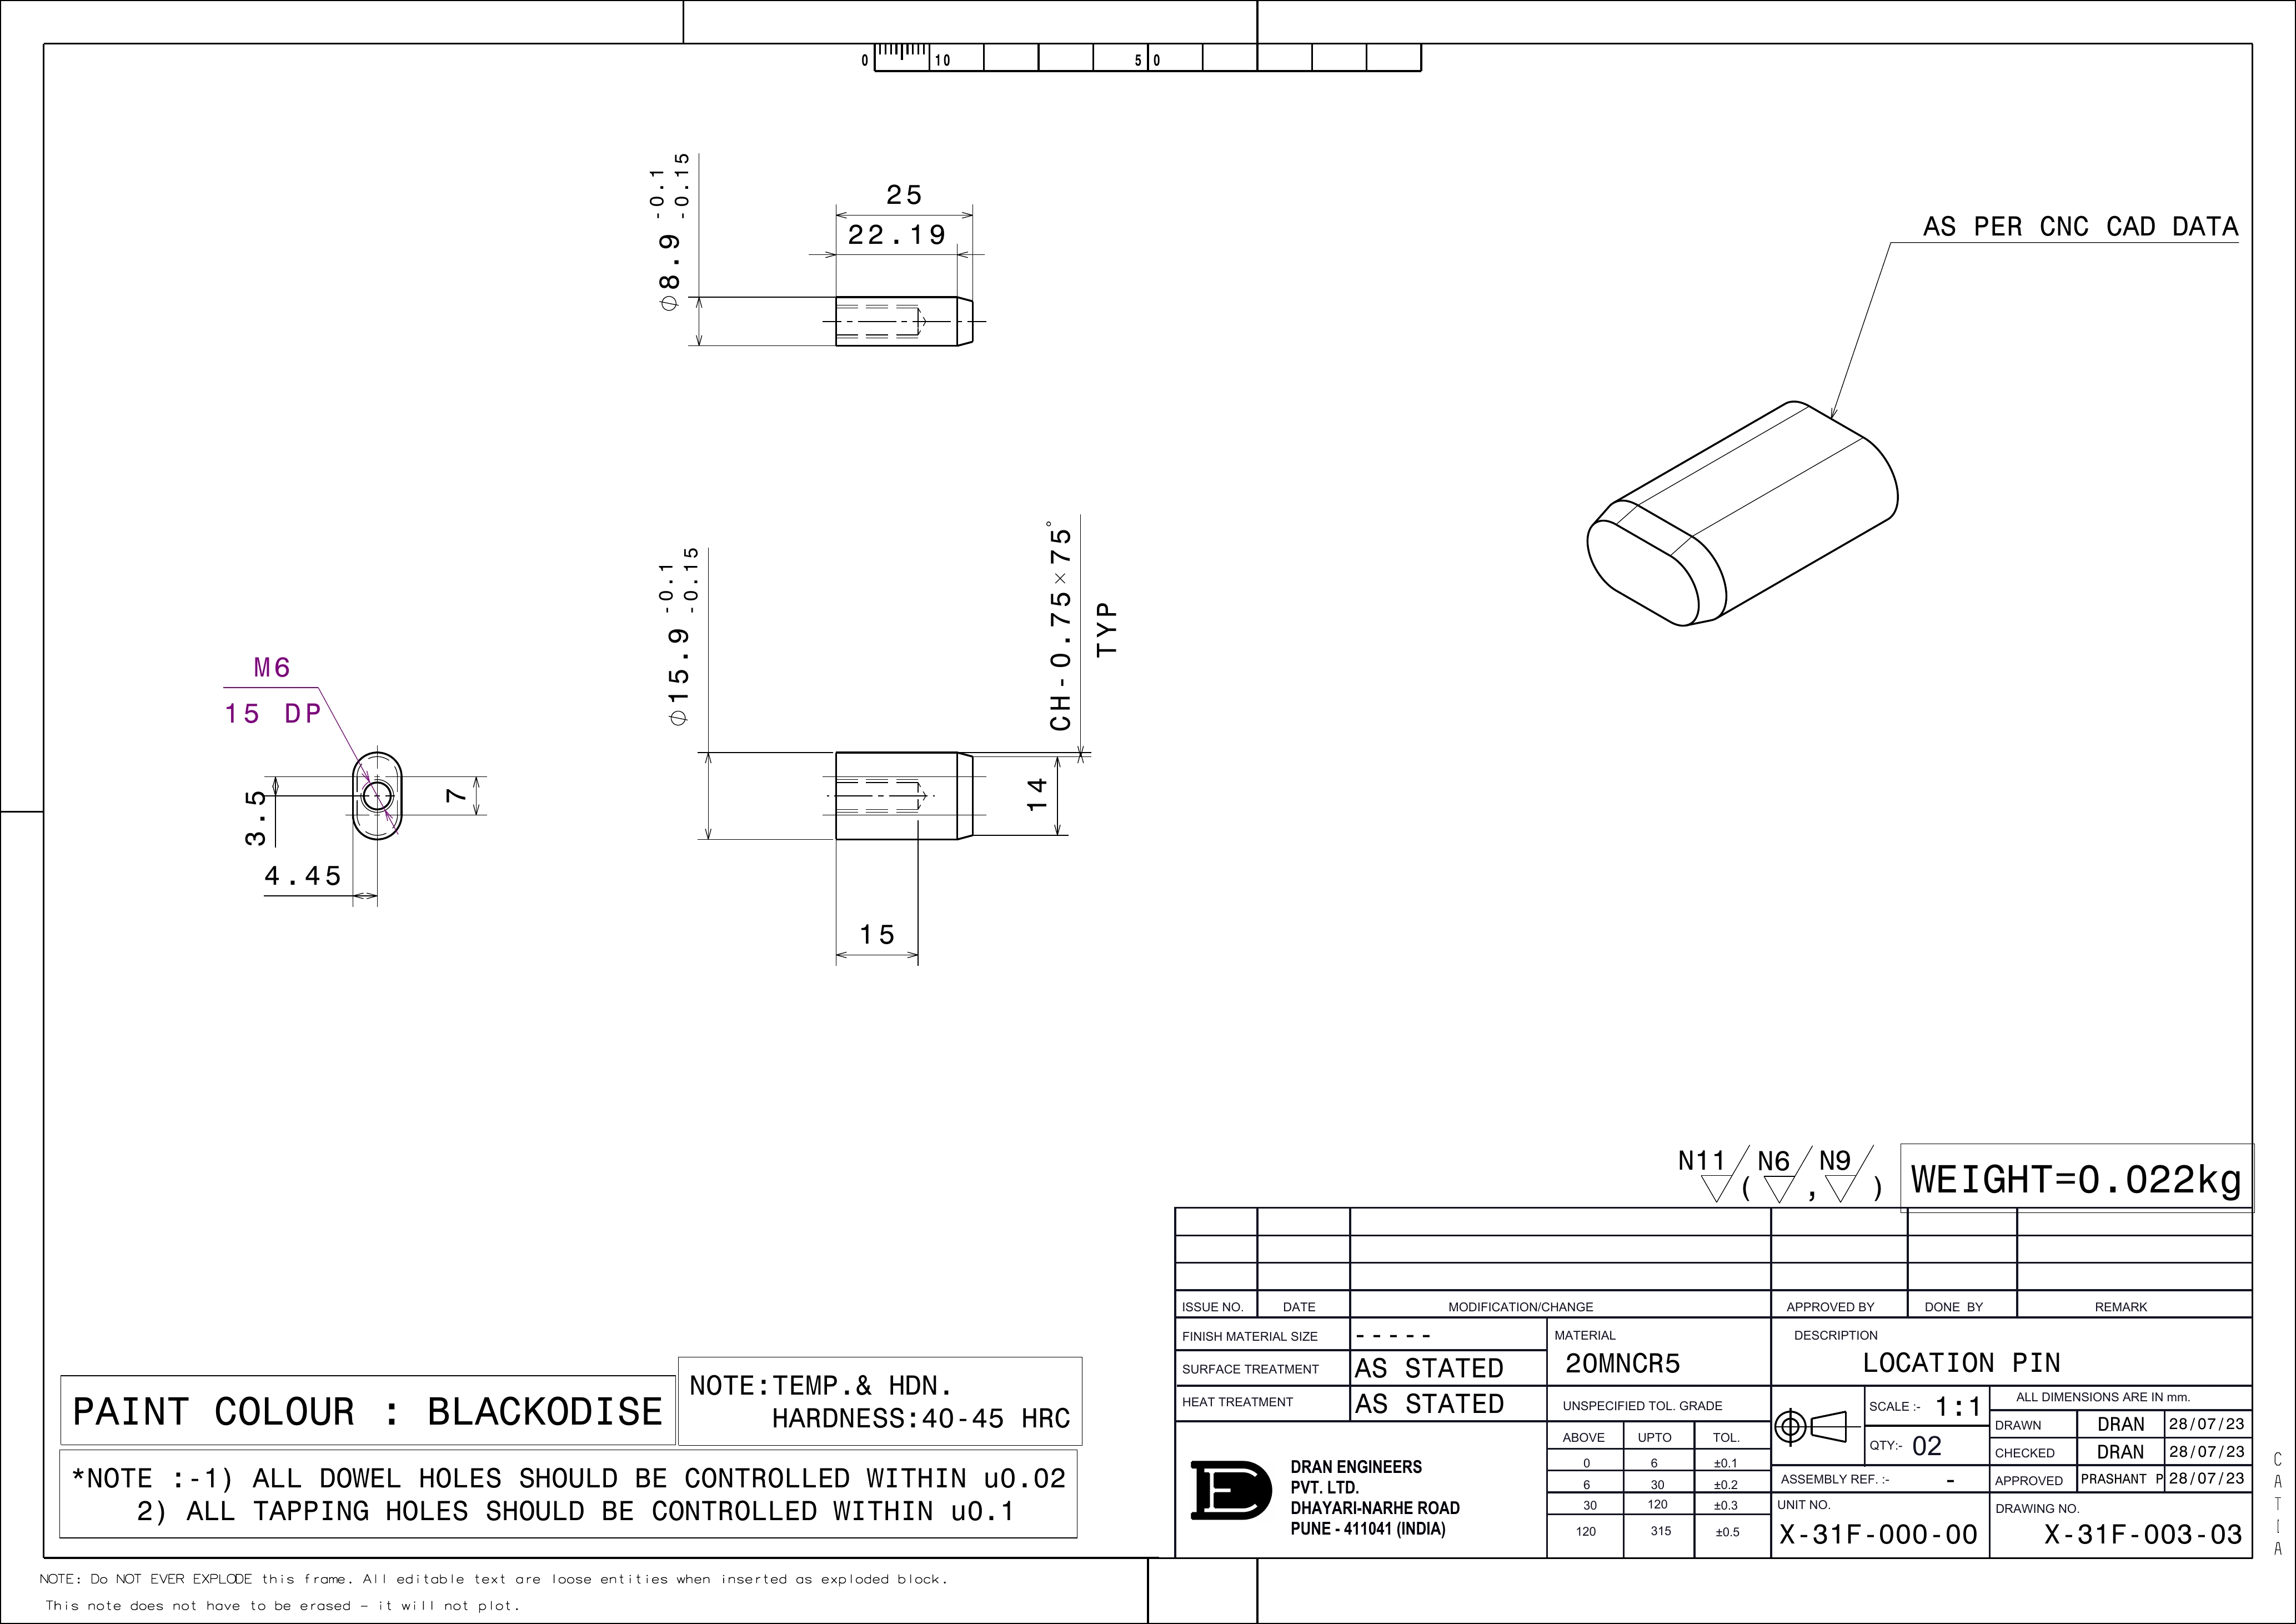 0 10 50
⌀8.9 -0.1 -0.15
25
22.19
AS PER CNC CAD DATA
⌀15.9 -0.1 -0.15
CH-0.75×75°
TYP
M6
15 DP
3.5
7
4.45
14
15
N11 ( N6 , N9 )
WEIGHT=0.022kg
ISSUE NO. DATE MODIFICATION/CHANGE APPROVED BY DONE BY REMARK
FINISH MATERIAL SIZE -----
SURFACE TREATMENT AS STATED
HEAT TREATMENT AS STATED
MATERIAL
20MNCR5
DESCRIPTION
LOCATION PIN
UNSPECIFIED TOL. GRADE
ABOVE UPTO TOL.
0 6 ±0.1
6 30 ±0.2
30 120 ±0.3
120 315 ±0.5
SCALE :- 1:1
QTY:- 02
ALL DIMENSIONS ARE IN mm.
DRAWN DRAN 28/07/23
CHECKED DRAN 28/07/23
APPROVED PRASHANT P 28/07/23
ASSEMBLY REF. :- -
UNIT NO.
X-31F-000-00
DRAWING NO.
X-31F-003-03
DE
DRAN ENGINEERS
PVT. LTD.
DHAYARI-NARHE ROAD
PUNE - 411041 (INDIA)
PAINT COLOUR : BLACKODISE
NOTE:TEMP.& HDN.
HARDNESS:40-45 HRC
*NOTE :-1) ALL DOWEL HOLES SHOULD BE CONTROLLED WITHIN u0.02
2) ALL TAPPING HOLES SHOULD BE CONTROLLED WITHIN u0.1
CATIA
NOTE: Do NOT EVER EXPLODE this frame. All editable text are loose entities when inserted as exploded block.
This note does not have to be erased - it will not plot.